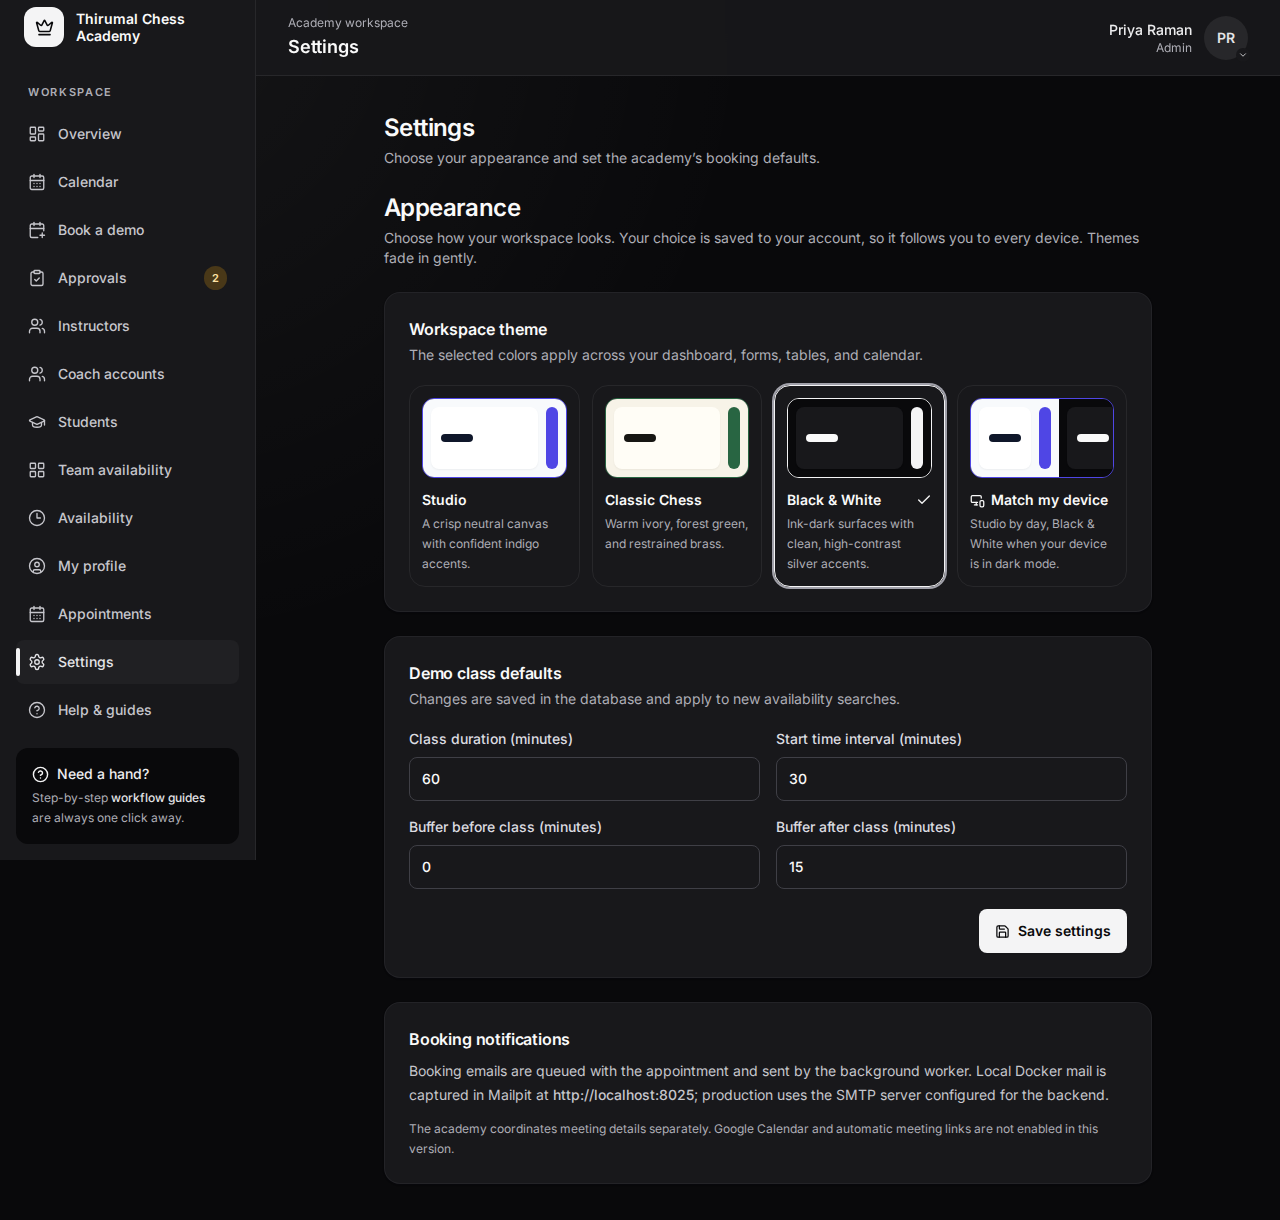 Thirumal Chess
Academy
WORKSPACE
Overview
Calendar
Book a demo
Approvals 2
Instructors
Coach accounts
Students
Team availability
Availability
My profile
Appointments
Settings
Help & guides
Need a hand?
Step-by-step workflow guides
are always one click away.
Academy workspace
Settings
Priya Raman
Admin
PR
Settings
Choose your appearance and set the academy’s booking defaults.
Appearance
Choose how your workspace looks. Your choice is saved to your account, so it follows you to every device. Themes
fade in gently.
Workspace theme
The selected colors apply across your dashboard, forms, tables, and calendar.
Studio
A crisp neutral canvas
with confident indigo
accents.
Classic Chess
Warm ivory, forest green,
and restrained brass.
Black & White
Ink-dark surfaces with
clean, high-contrast
silver accents.
Match my device
Studio by day, Black &
White when your device
is in dark mode.
Demo class defaults
Changes are saved in the database and apply to new availability searches.
Class duration (minutes)
60
Start time interval (minutes)
30
Buffer before class (minutes)
0
Buffer after class (minutes)
15
Save settings
Booking notifications
Booking emails are queued with the appointment and sent by the background worker. Local Docker mail is
captured in Mailpit at http://localhost:8025; production uses the SMTP server configured for the backend.
The academy coordinates meeting details separately. Google Calendar and automatic meeting links are not enabled in this
version.